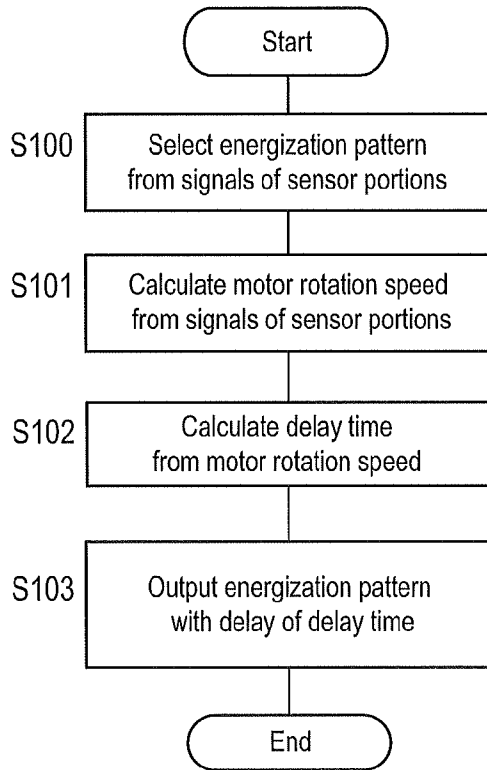 Start
S100
Select energization pattern
from signals of sensor portions
S101
Calculate motor rotation speed
from signals of sensor portions
S102
Calculate delay time
from motor rotation speed
S103
Output energization pattern
with delay of delay time
End